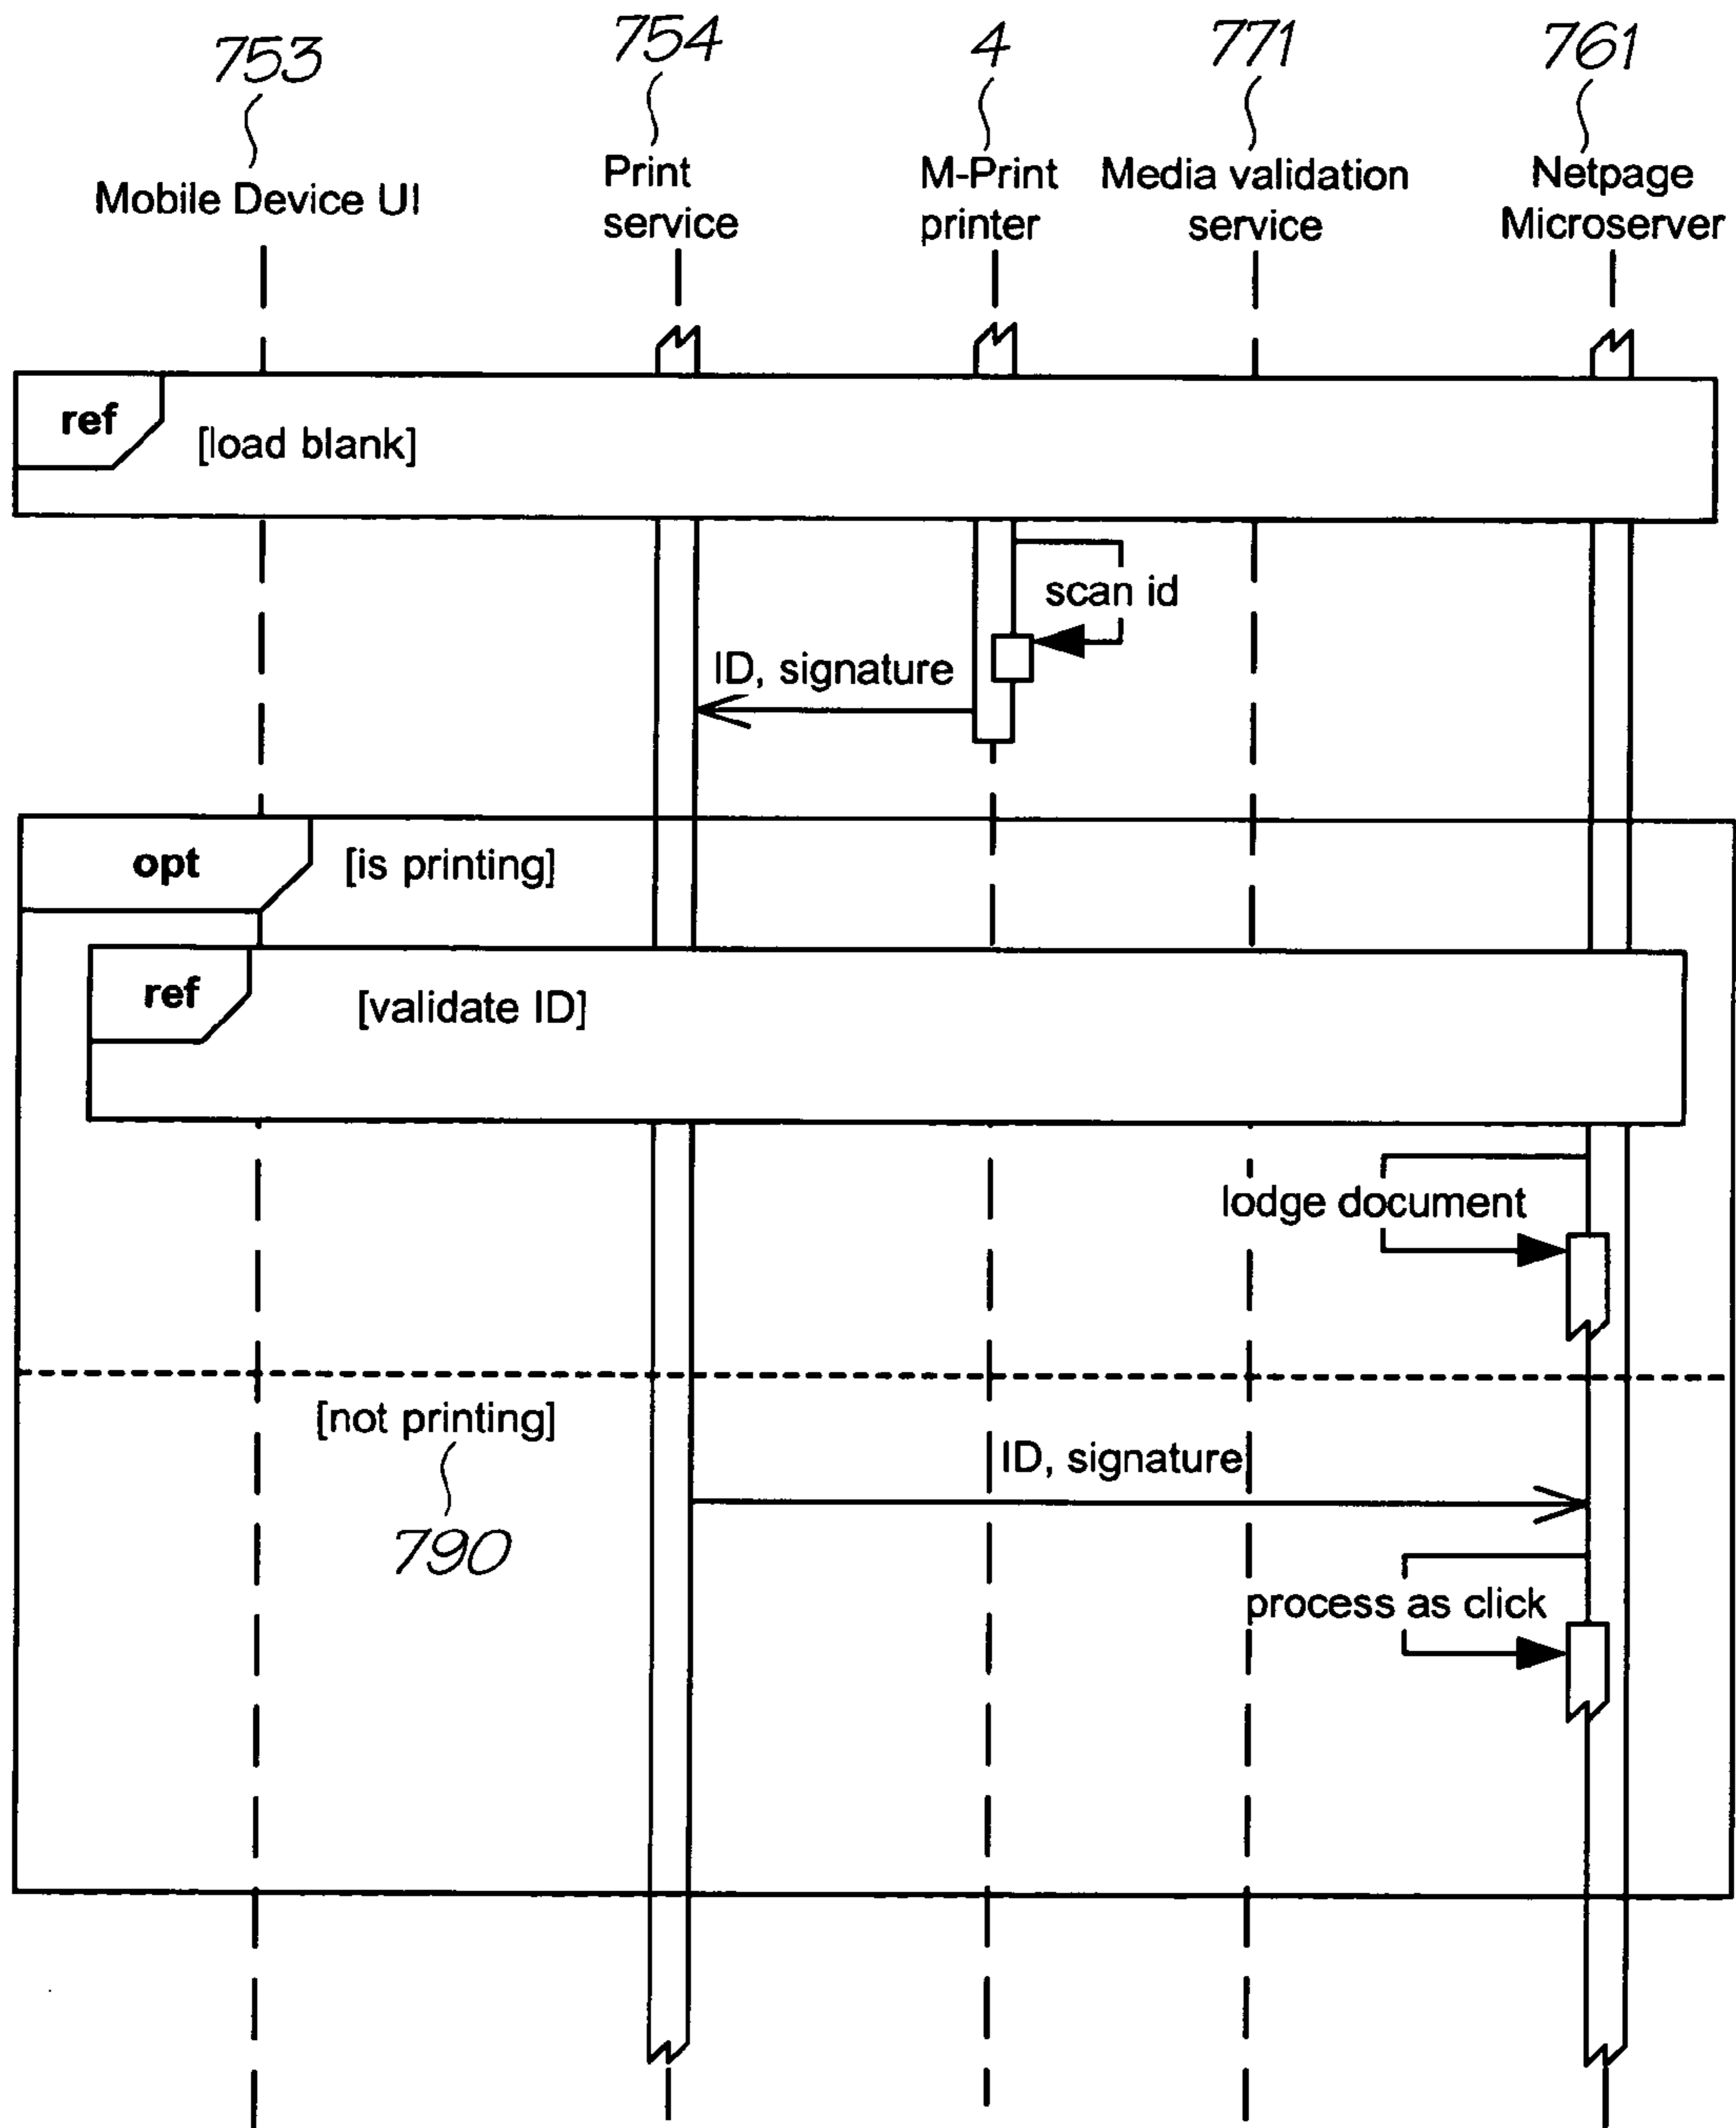 753 754 4 771 761
Mobile Device UI
Print
service
M-Print
printer
Media validation
service
Netpage
Microserver
ref
[load blank]
scan id
ID, signature
opt [is printing]
ref [validate ID]
lodge document
[not printing]
790
ID, signature
process as click